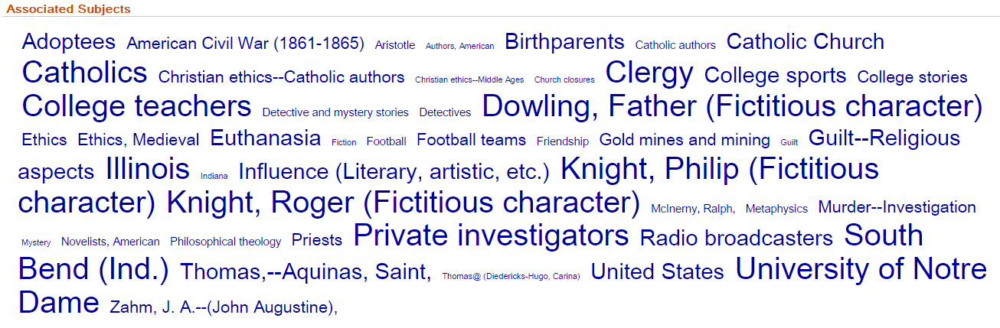 Associated Subjects
Adoptees American Civil War (1861-1865) Aristotle Authors, American Birthparents Catholic authors Catholic Church
Catholics Christian ethics--Catholic authors Christian ethics--Middle Ages Church closures Clergy College sports College stories
College teachers Detective and mystery stories Detectives Dowling, Father (Fictitious character)
Ethics Ethics, Medieval Euthanasia Fiction Football Football teams Friendship Gold mines and mining Guilt Guilt--Religious
aspects Illinois Indiana Influence (Literary, artistic, etc.) Knight, Philip (Fictitious
character) Knight, Roger (Fictitious character) McInerny, Ralph, Metaphysics Murder--Investigation
Mystery Novelists, American Philosophical theology Priests Private investigators Radio broadcasters South
Bend (Ind.) Thomas,--Aquinas, Saint, Thomas@ (Diedericks-Hugo, Carina) United States University of Notre
Dame Zahm, J. A.--(John Augustine),